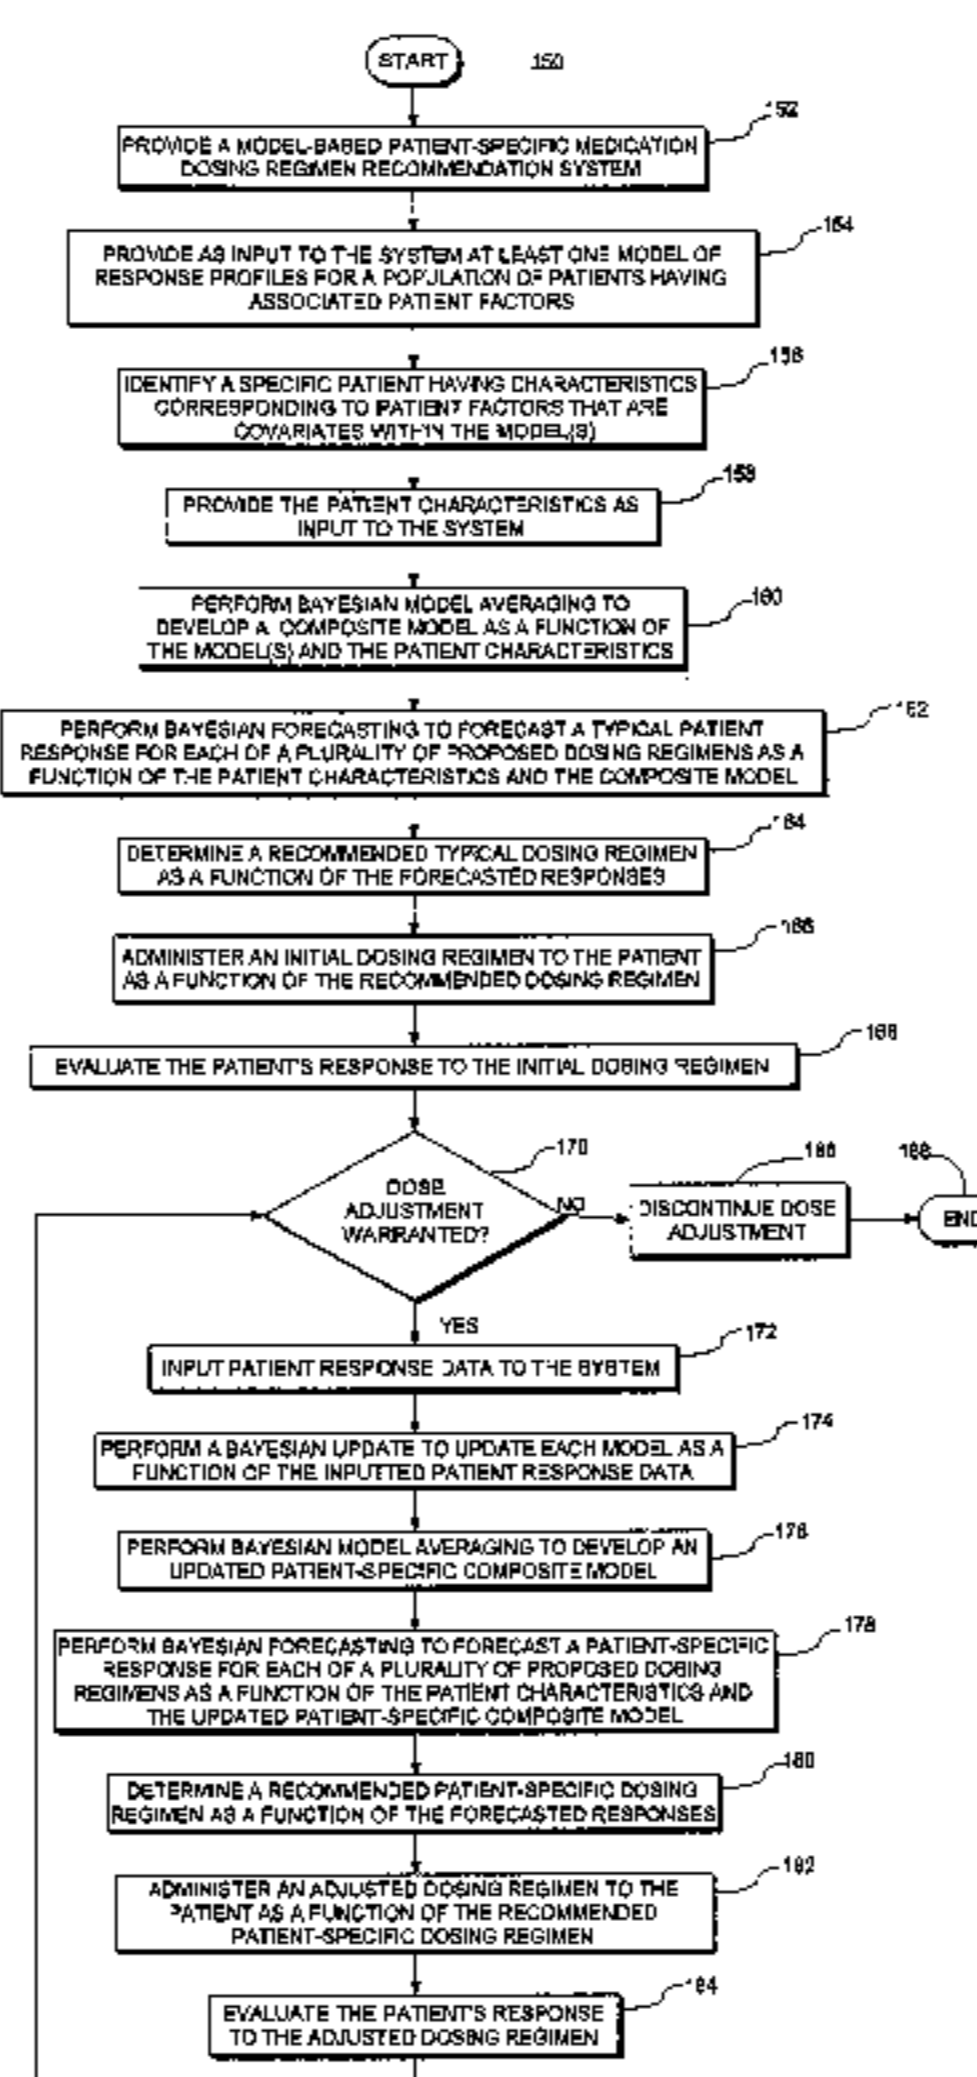 START
150
152
PROVIDE A MODEL-BASED PATIENT-SPECIFIC MEDICATION
DOSING REGIMEN RECOMMENDATION SYSTEM
154
PROVIDE AS INPUT TO THE SYSTEM AT LEAST ONE MODEL OF
RESPONSE PROFILES FOR A POPULATION OF PATIENTS HAVING
ASSOCIATED PATIENT FACTORS
156
IDENTIFY A SPECIFIC PATIENT HAVING CHARACTERISTICS
CORRESPONDING TO PATIENT FACTORS THAT ARE
COVARIATES WITHIN THE MODEL(S)
158
PROVIDE THE PATIENT CHARACTERISTICS AS
INPUT TO THE SYSTEM
160
PERFORM BAYESIAN MODEL AVERAGING TO
DEVELOP A COMPOSITE MODEL AS A FUNCTION OF
THE MODEL(S) AND THE PATIENT CHARACTERISTICS
162
PERFORM BAYESIAN FORECASTING TO FORECAST A TYPICAL PATIENT
RESPONSE FOR EACH OF A PLURALITY OF PROPOSED DOSING REGIMENS AS A
FUNCTION OF THE PATIENT CHARACTERISTICS AND THE COMPOSITE MODEL
164
DETERMINE A RECOMMENDED TYPICAL DOSING REGIMEN
AS A FUNCTION OF THE FORECASTED RESPONSES
166
ADMINISTER AN INITIAL DOSING REGIMEN TO THE PATIENT
AS A FUNCTION OF THE RECOMMENDED DOSING REGIMEN
168
EVALUATE THE PATIENT'S RESPONSE TO THE INITIAL DOSING REGIMEN
170
DOSE
ADJUSTMENT
WARRANTED?
NO
186
DISCONTINUE DOSE
ADJUSTMENT
188
END
YES
172
INPUT PATIENT RESPONSE DATA TO THE SYSTEM
174
PERFORM A BAYESIAN UPDATE TO UPDATE EACH MODEL AS A
FUNCTION OF THE INPUTTED PATIENT RESPONSE DATA
176
PERFORM BAYESIAN MODEL AVERAGING TO DEVELOP AN
UPDATED PATIENT-SPECIFIC COMPOSITE MODEL
178
PERFORM BAYESIAN FORECASTING TO FORECAST A PATIENT-SPECIFIC
RESPONSE FOR EACH OF A PLURALITY OF PROPOSED DOSING
REGIMENS AS A FUNCTION OF THE PATIENT CHARACTERISTICS AND
THE UPDATED PATIENT-SPECIFIC COMPOSITE MODEL
180
DETERMINE A RECOMMENDED PATIENT-SPECIFIC DOSING
REGIMEN AS A FUNCTION OF THE FORECASTED RESPONSES
182
ADMINISTER AN ADJUSTED DOSING REGIMEN TO THE
PATIENT AS A FUNCTION OF THE RECOMMENDED
PATIENT-SPECIFIC DOSING REGIMEN
184
EVALUATE THE PATIENT'S RESPONSE
TO THE ADJUSTED DOSING REGIMEN